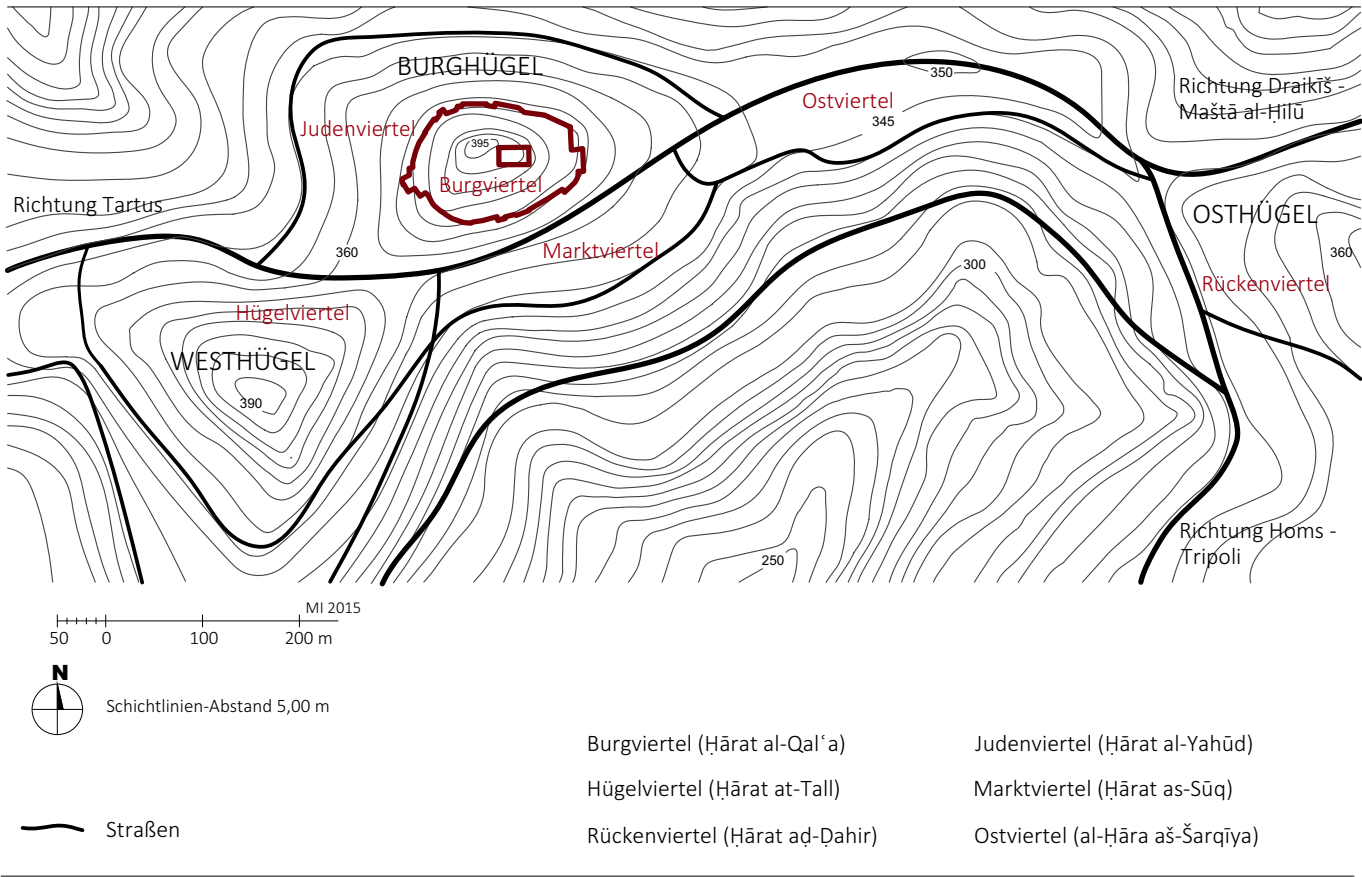 BURGHÜGEL
350
Richtung Draikīš -
Maštā al-Ḥilū
Ostviertel
345
Judenviertel
395
Burgviertel
Richtung Tartus
OSTHÜGEL
360
Marktviertel
360
300
Rückenviertel
Hügelviertel
WESTHÜGEL
390
Richtung Homs -
Tripoli
250
MI 2015
50 0 100 200 m
N
Schichtlinien-Abstand 5,00 m
Straßen
Burgviertel (Ḥārat al-Qalʿa)
Hügelviertel (Ḥārat at-Tall)
Rückenviertel (Ḥārat aḍ-Ḍahir)
Judenviertel (Ḥārat al-Yahūd)
Marktviertel (Ḥārat as-Sūq)
Ostviertel (al-Ḥāra aš-Šarqīya)